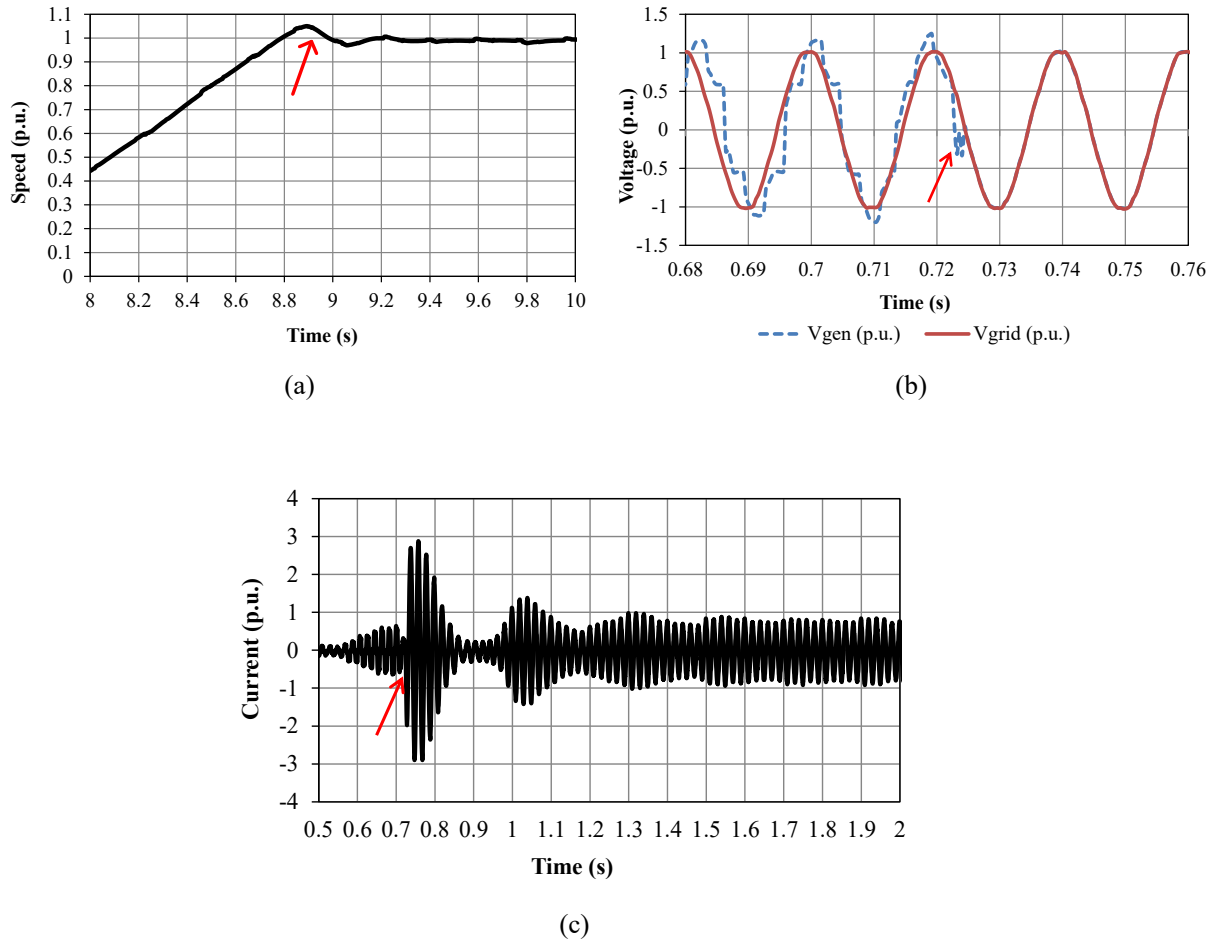 Speed (p.u.)
1.1
1
0.9
0.8
0.7
0.6
0.5
0.4
0.3
0.2
0.1
0
8 8.2 8.4 8.6 8.8 9 9.2 9.4 9.6 9.8 10
Time (s)
(a)
Voltage (p.u.)
1.5
1
0.5
0
-0.5
-1
-1.5
0.68 0.69 0.7 0.71 0.72 0.73 0.74 0.75 0.76
Time (s)
Vgen (p.u.) Vgrid (p.u.)
(b)
Current (p.u.)
4
3
2
1
0
-1
-2
-3
-4
0.5 0.6 0.7 0.8 0.9 1 1.1 1.2 1.3 1.4 1.5 1.6 1.7 1.8 1.9 2
Time (s)
(c)